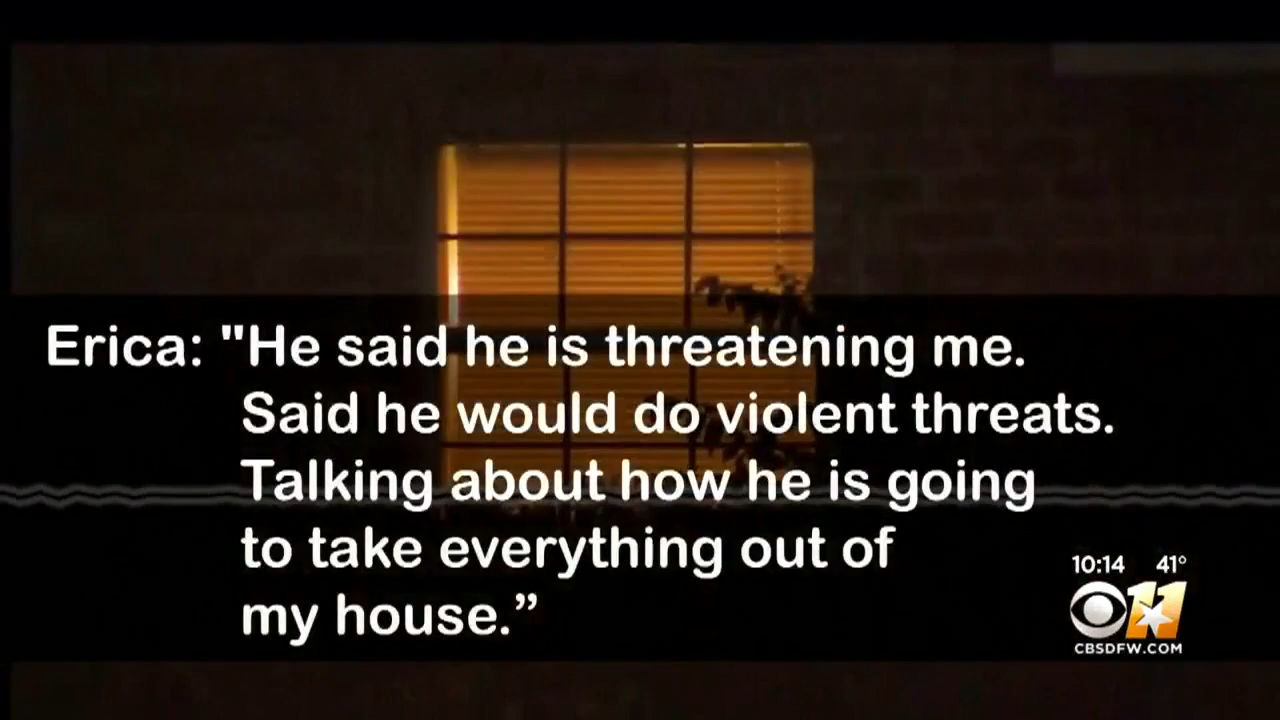 Erica: "He said he is threatening me.
Said he would do violent threats.
Talking about how he is going
to take everything out of
my house.”
10:14 41°
11
CBSDFW.COM